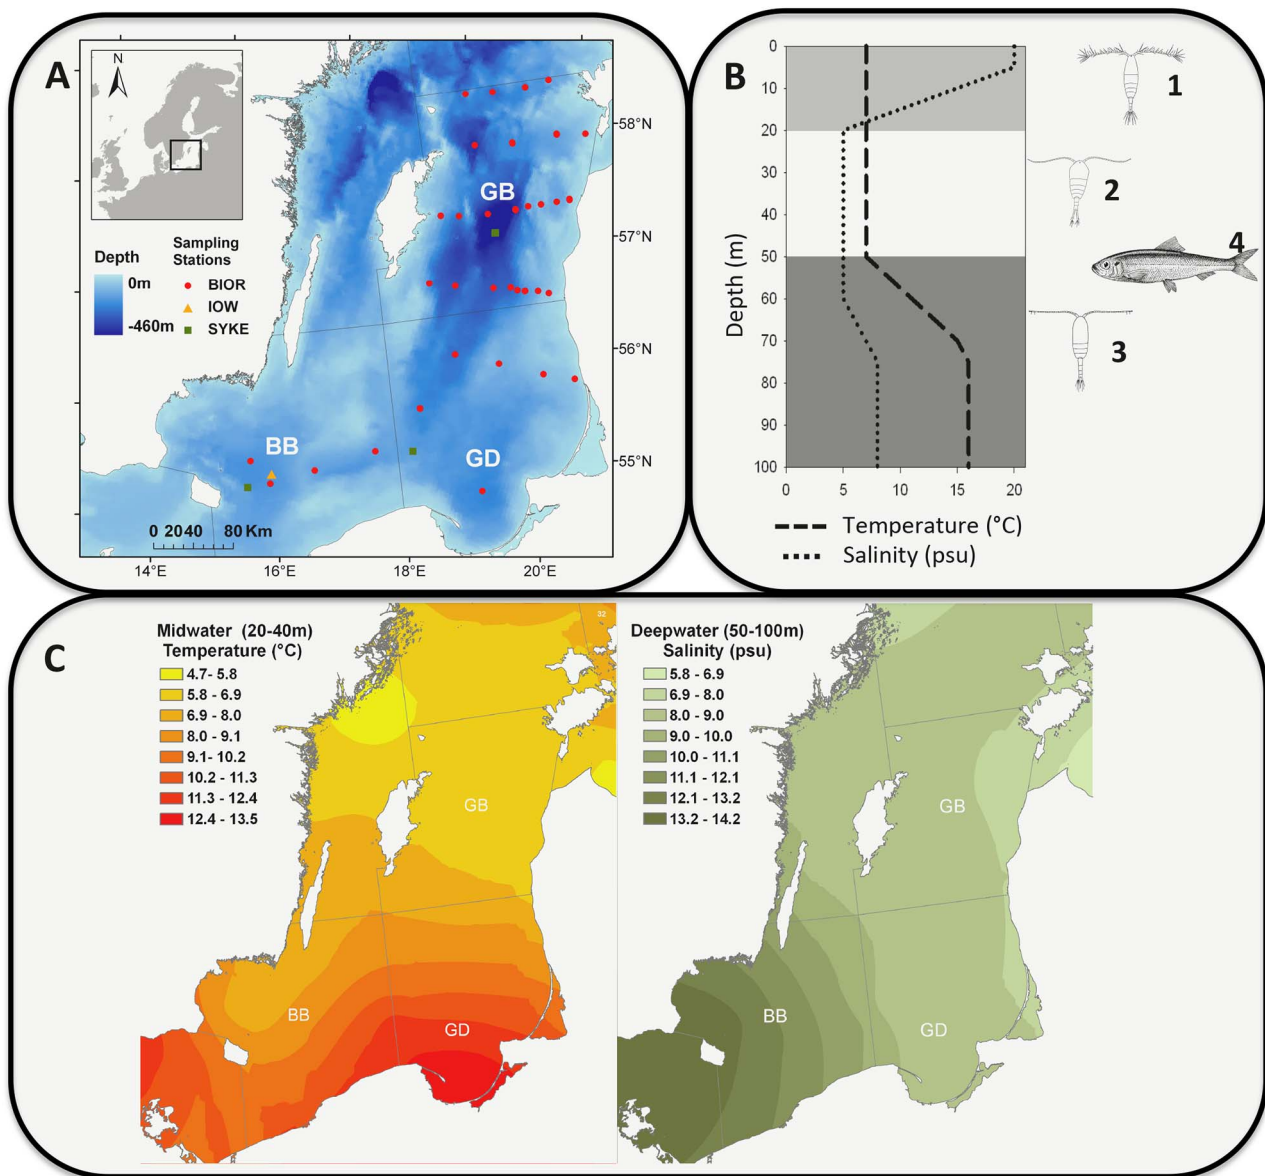 A
N
Depth
0m
-460m
Sampling
Stations
BIOR
IOW
SYKE
GB
BB
GD
0 20 40 80 Km
58°N
57°N
56°N
55°N
14°E 16°E 18°E 20°E
B
Depth (m)
0
10
20
30
40
50
60
70
80
90
100
0 5 10 15 20
Temperature (°C)
Salinity (psu)
1
2
4
3
C
Midwater (20-40m)
Temperature (°C)
4.7- 5.8
5.8 - 6.9
6.9 - 8.0
8.0 - 9.1
9.1- 10.2
10.2 - 11.3
11.3 - 12.4
12.4 - 13.5
32
GB
BB
GD
Deepwater (50-100m)
Salinity (psu)
5.8 - 6.9
6.9 - 8.0
8.0 - 9.0
9.0 - 10.0
10.0 - 11.1
11.1 - 12.1
12.1 - 13.2
13.2 - 14.2
GB
BB
GD